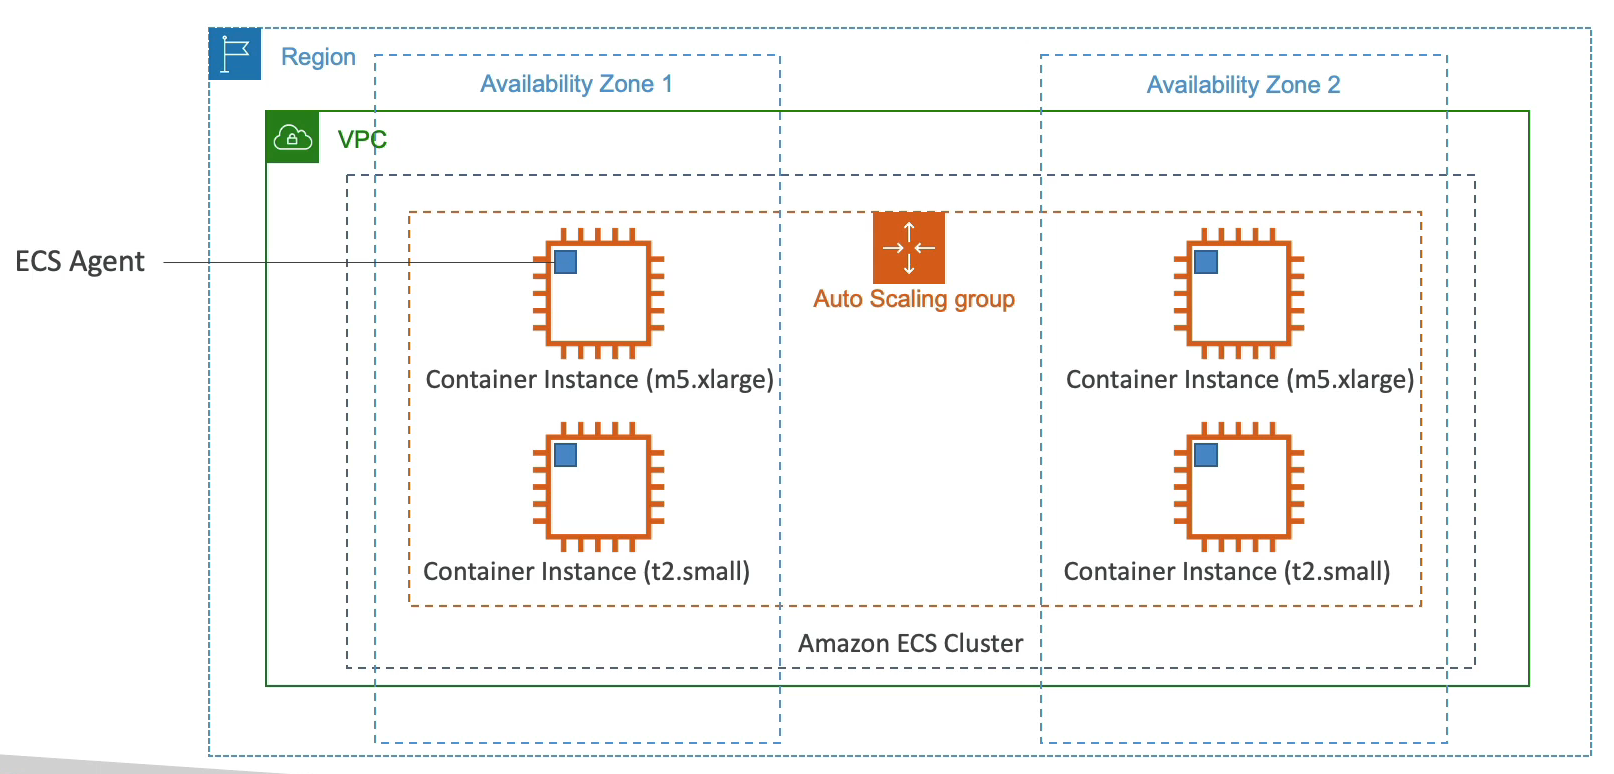 Region
Availability Zone 1
Availability Zone 2
VPC
ECS Agent
Auto Scaling group
Container Instance (m5.xlarge)
Container Instance (m5.xlarge)
Container Instance (t2.small)
Container Instance (t2.small)
Amazon ECS Cluster